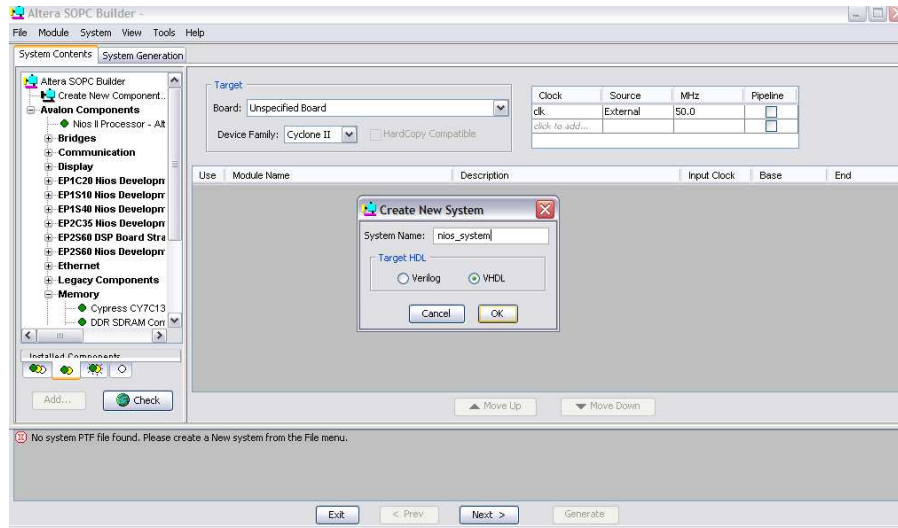 Altera SOPC Builder -
File Module System View Tools Help
System Contents System Generation
Altera SOPC Builder
Create New Component..
Avalon Components
Nios II Processor - Alt
Bridges
Communication
Display
EP1C20 Nios Developm
EP1S10 Nios Developm
EP1S40 Nios Developm
EP2C35 Nios Developm
EP2S60 DSP Board Stra
EP2S60 Nios Developm
Ethernet
Legacy Components
Memory
Cypress CY7C13
DDR SDRAM Con
Installed Components
Add... Check
Target
Board: Unspecified Board
Device Family: Cyclone II HardCopy Compatible
Clock Source MHz Pipeline
clk External 50.0
click to add...
Use Module Name Description Input Clock Base End
Create New System
System Name: nios_system
Target HDL
Verilog VHDL
Cancel OK
Move Up Move Down
No system PTF file found. Please create a New system from the File menu.
Exit < Prev Next > Generate